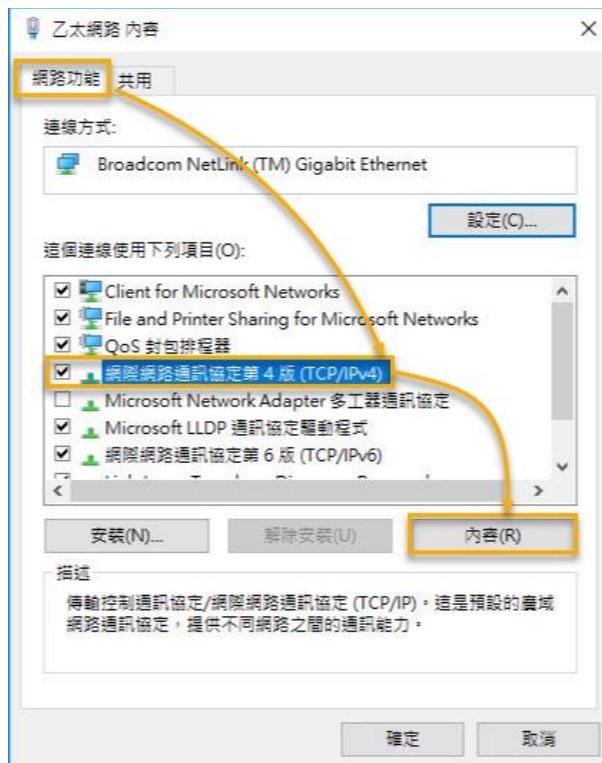 乙太網路 內容
網路功能 共用
連線方式:
Broadcom NetLink (TM) Gigabit Ethernet
設定(C)...
這個連線使用下列項目(O):
Client for Microsoft Networks
File and Printer Sharing for Microsoft Networks
QoS 封包排程器
網際網路通訊協定第 4 版 (TCP/IPv4)
Microsoft Network Adapter 多工器通訊協定
Microsoft LLDP 通訊協定驅動程式
網際網路通訊協定第 6 版 (TCP/IPv6)
安裝(N)... 解除安裝(U) 內容(R)
描述
傳輸控制通訊協定/網際網路通訊協定 (TCP/IP)。這是預設的廣域
網路通訊協定，提供不同網路之間的通訊能力。
確定 取消